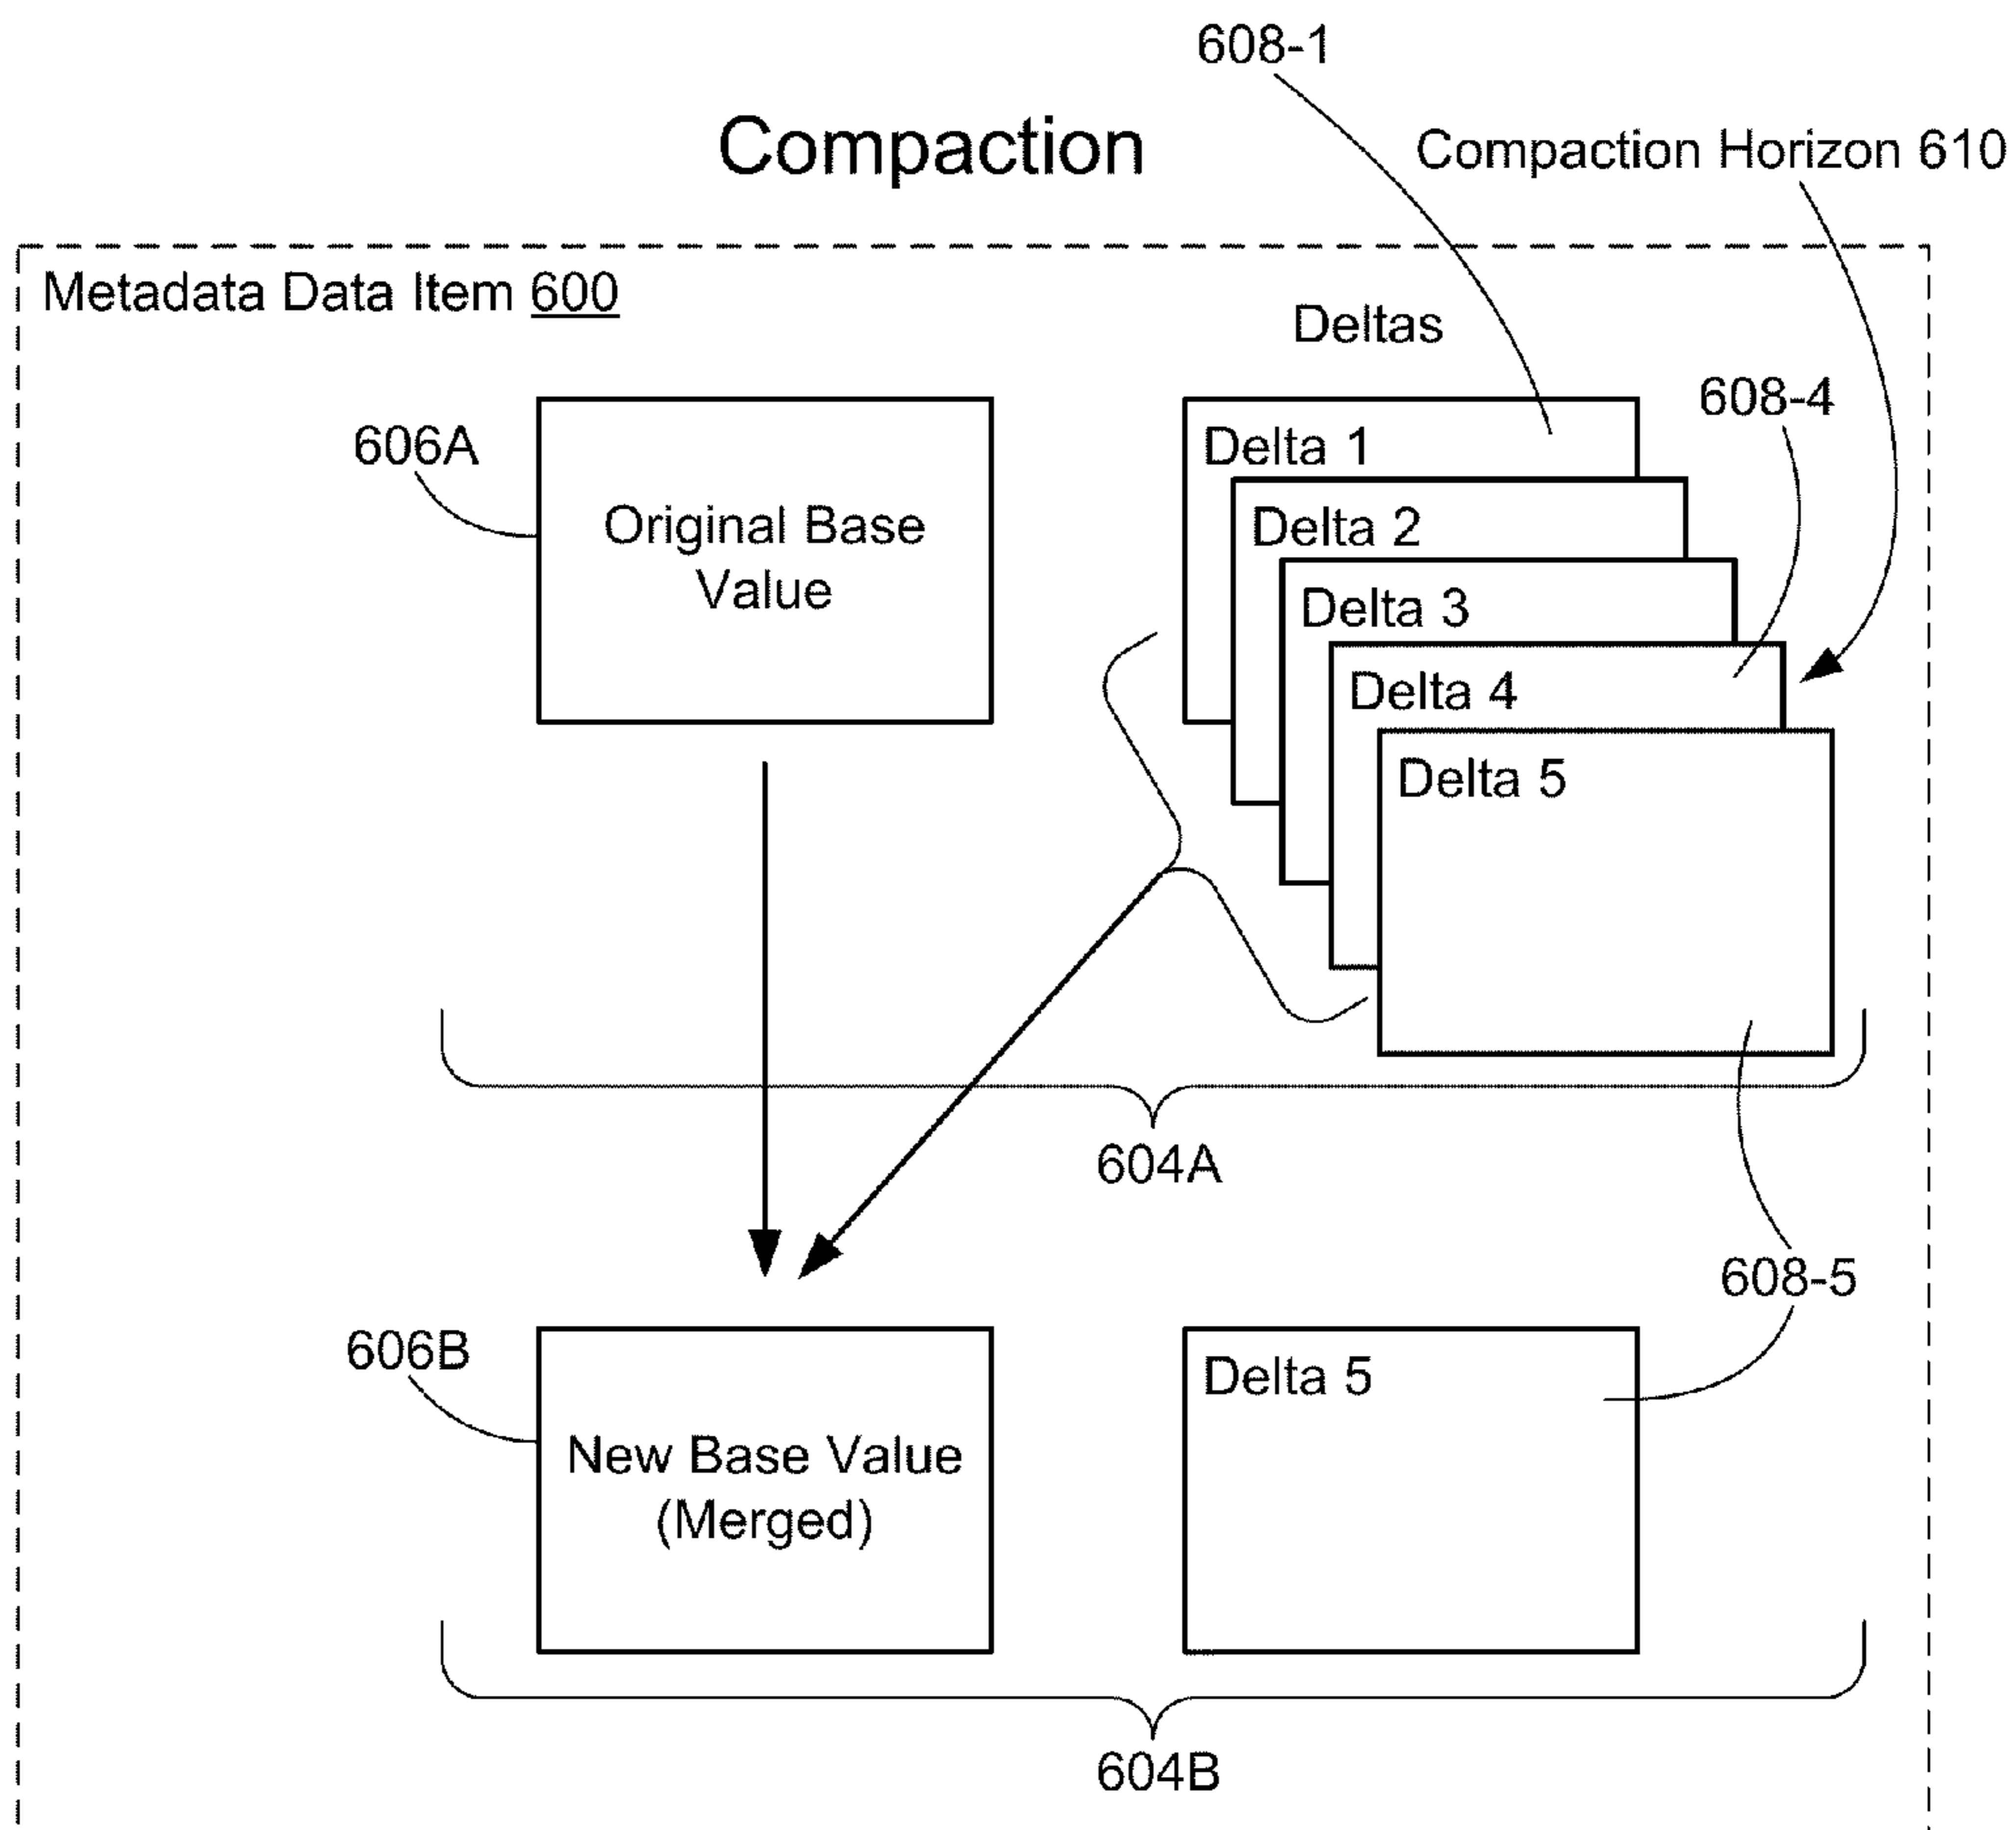 608-1
Compaction
Compaction Horizon 610
Metadata Data Item 600
Deltas
608-4
606A
Original Base
Value
Delta 1
Delta 2
Delta 3
Delta 4
Delta 5
604A
608-5
606B
New Base Value
(Merged)
Delta 5
604B